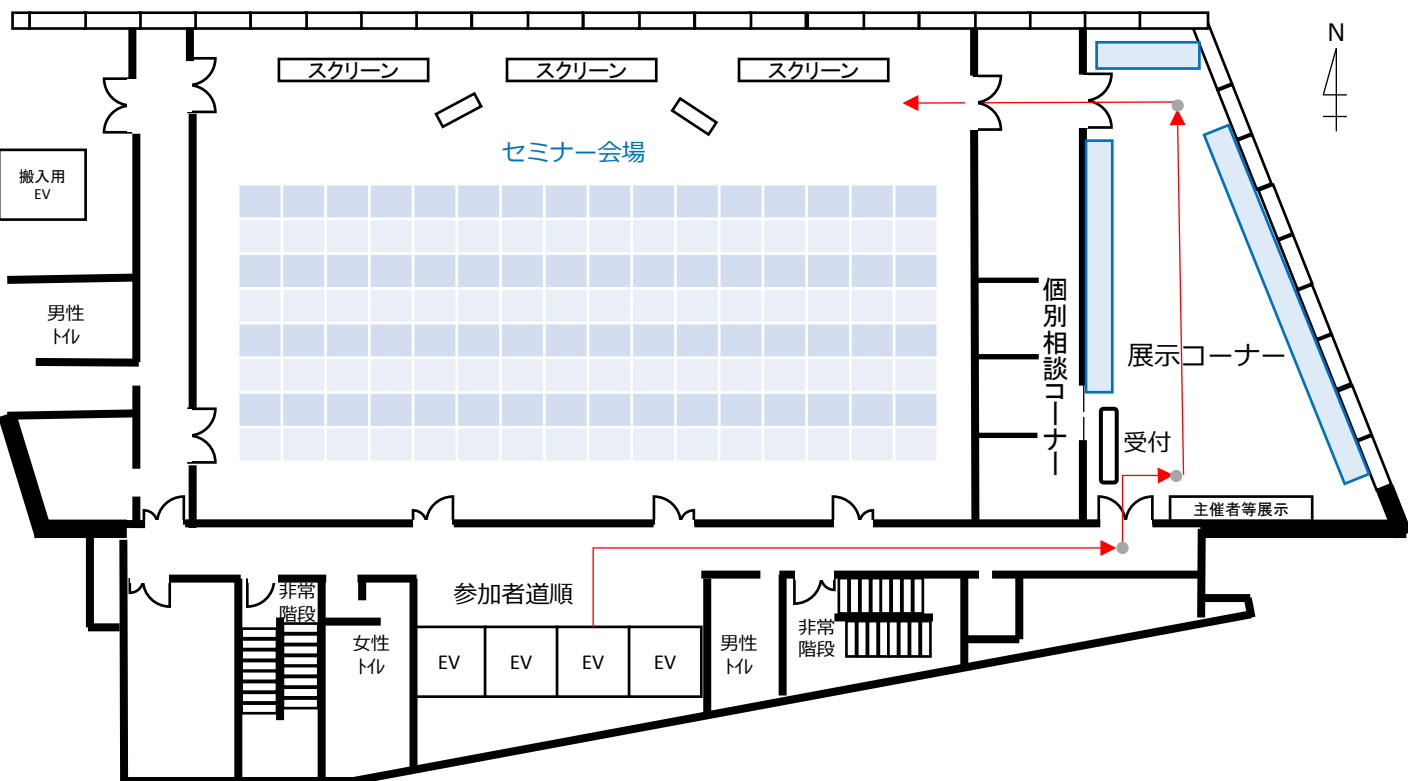 スクリーン
スクリーン
スクリーン
N
セミナー会場
搬入用
EV
男性
ﾄｲﾚ
個別相談コーナー
展示コーナー
受付
主催者等展示
参加者道順
非常
階段
女性
ﾄｲﾚ
EV
EV
EV
EV
男性
ﾄｲﾚ
非常
階段